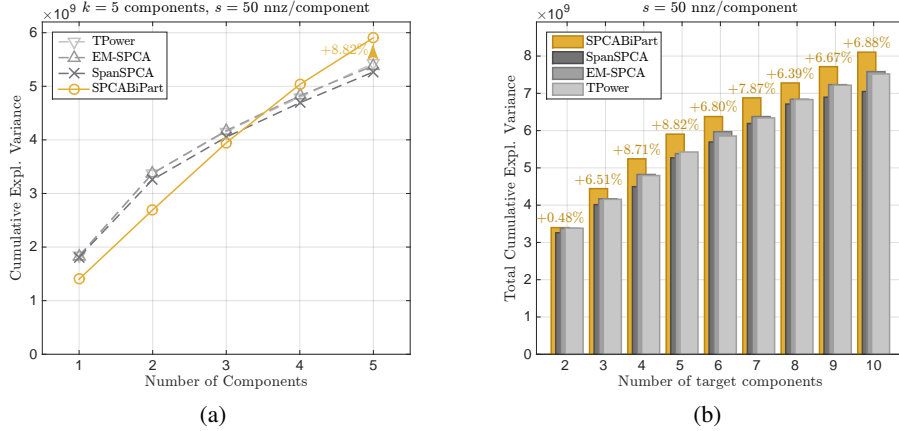 ×10⁹
k = 5 components, s = 50 nnz/component
TPower
EM-SPCA
SpanSPCA
SPCABiPart
+8.82%
Cumulative Expl. Variance
6
5
4
3
2
1
0
1 2 3 4 5
Number of Components
(a)
×10⁹
s = 50 nnz/component
SPCABiPart
SpanSPCA
EM-SPCA
TPower
+0.48%
+6.51%
+8.71%
+8.82%
+6.80%
+7.87%
+6.39%
+6.67%
+6.88%
Total Cumulative Expl. Variance
8
7
6
5
4
3
2
1
0
2 3 4 5 6 7 8 9 10
Number of target components
(b)